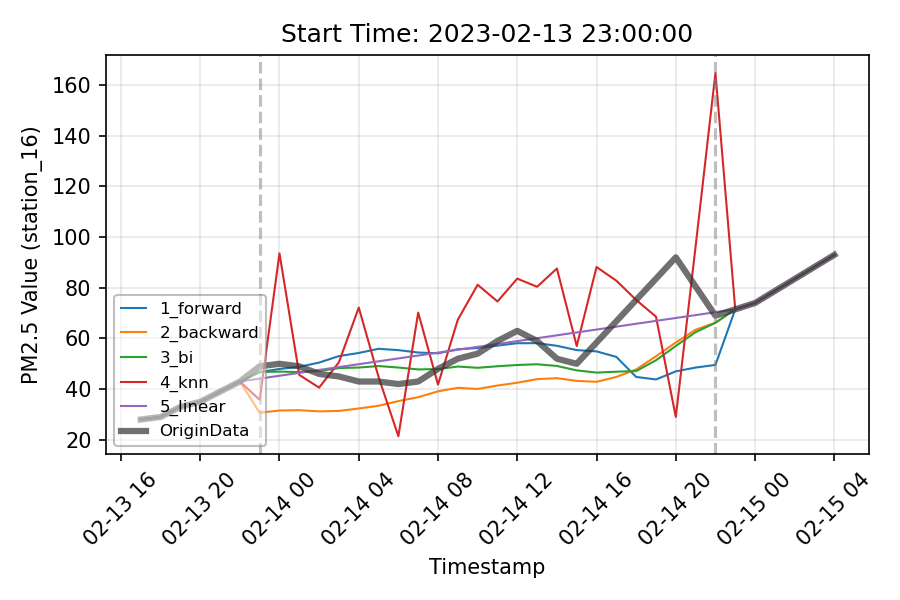 Start Time: 2023-02-13 23:00:00
PM2.5 Value (station_16)
160
140
120
100
80
60
40
20
1_forward
2_backward
3_bi
4_knn
5_linear
OriginData
02-13 16
02-13 20
02-14 00
02-14 04
02-14 08
02-14 12
02-14 16
02-14 20
02-15 00
02-15 04
Timestamp